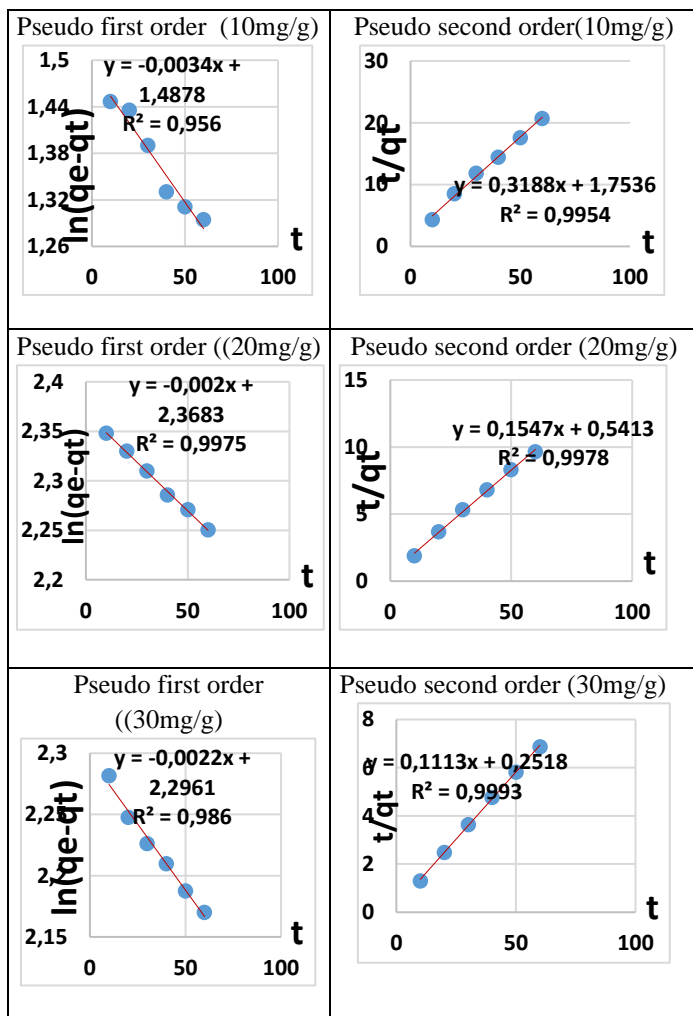 Pseudo first order (10mg/g)
1,5
1,44
1,38
1,32
1,26
ln(qe-qt)
y = -0,0034x +
1,4878
R² = 0,956
0
50
100
t
Pseudo second order(10mg/g)
30
20
10
0
t/qt
y = 0,3188x + 1,7536
R² = 0,9954
0
50
100
t
Pseudo first order ((20mg/g)
2,4
2,35
2,3
2,25
2,2
ln(qe-qt)
y = -0,002x +
2,3683
R² = 0,9975
0
50
100
t
Pseudo second order (20mg/g)
15
10
5
0
t/qt
y = 0,1547x + 0,5413
R² = 0,9978
0
50
100
t
Pseudo first order
((30mg/g)
2,3
2,25
2,2
2,15
ln(qe-qt)
y = -0,0022x +
2,2961
R² = 0,986
0
50
100
t
Pseudo second order (30mg/g)
8
6
4
2
0
t/qt
y = 0,1113x + 0,2518
R² = 0,9993
0
50
100
t